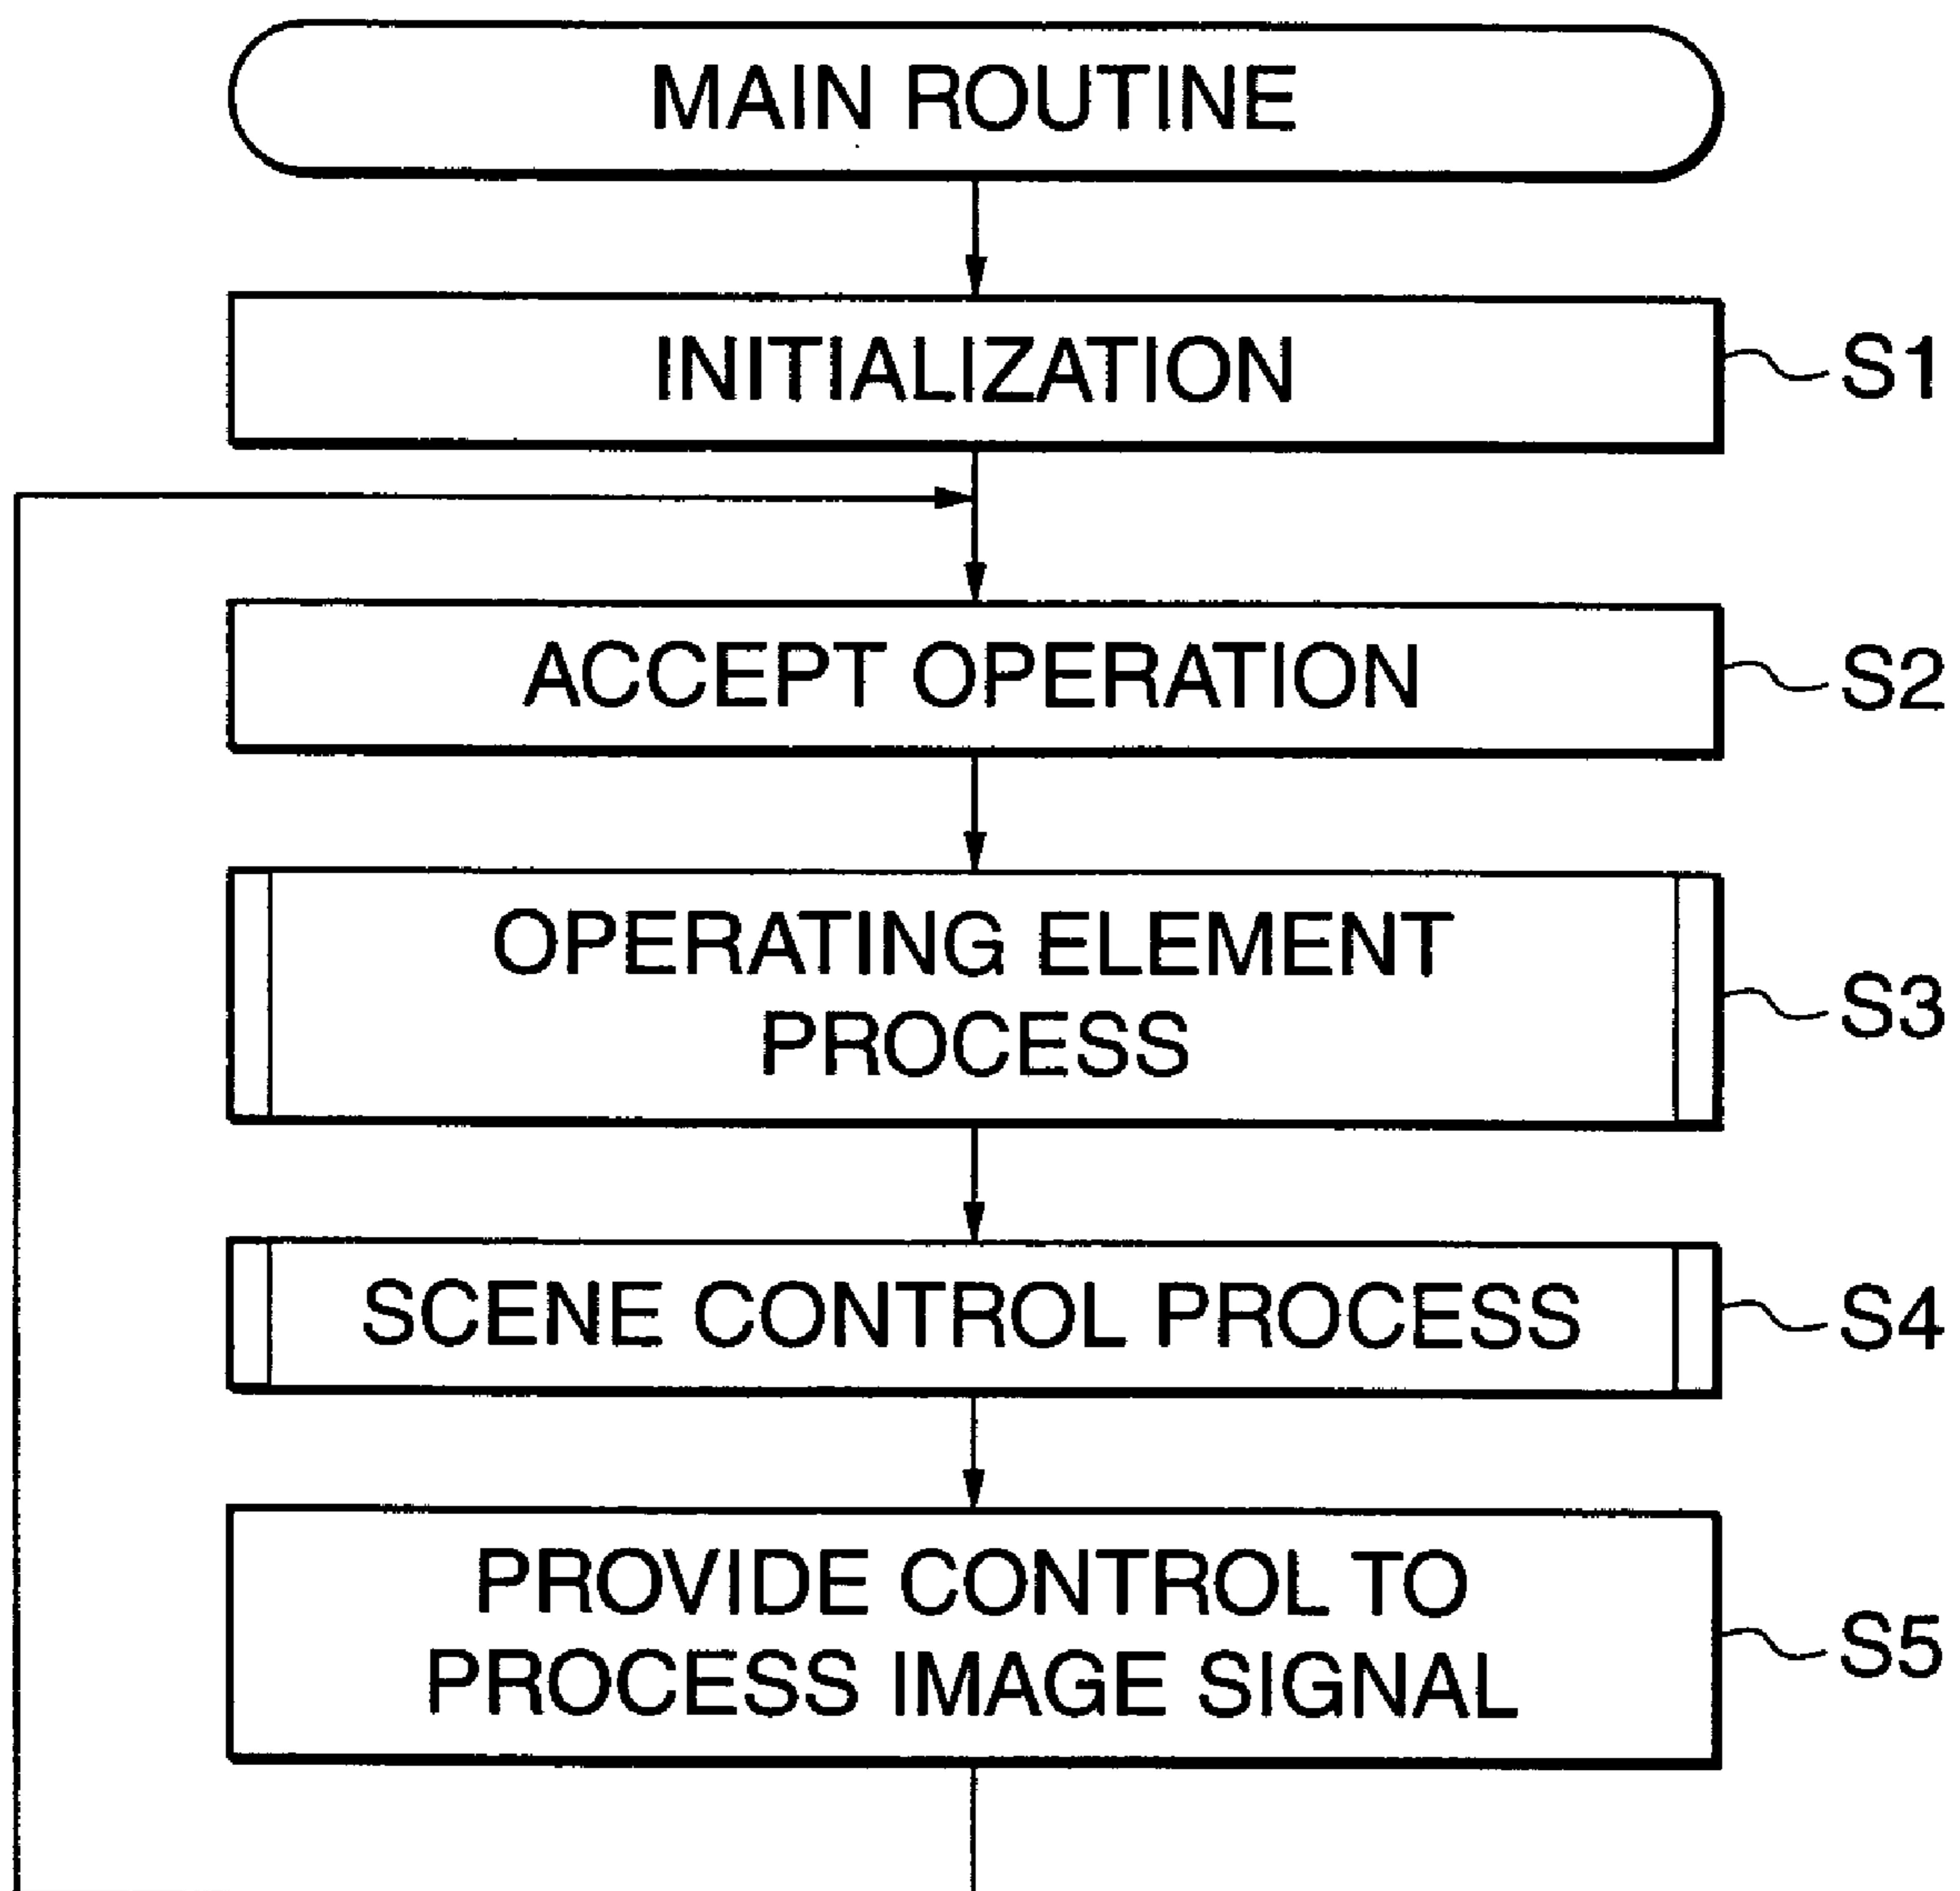 MAIN ROUTINE
INITIALIZATION
S1
ACCEPT OPERATION
S2
OPERATING ELEMENT
PROCESS
S3
SCENE CONTROL PROCESS
S4
PROVIDE CONTROL TO
PROCESS IMAGE SIGNAL
S5